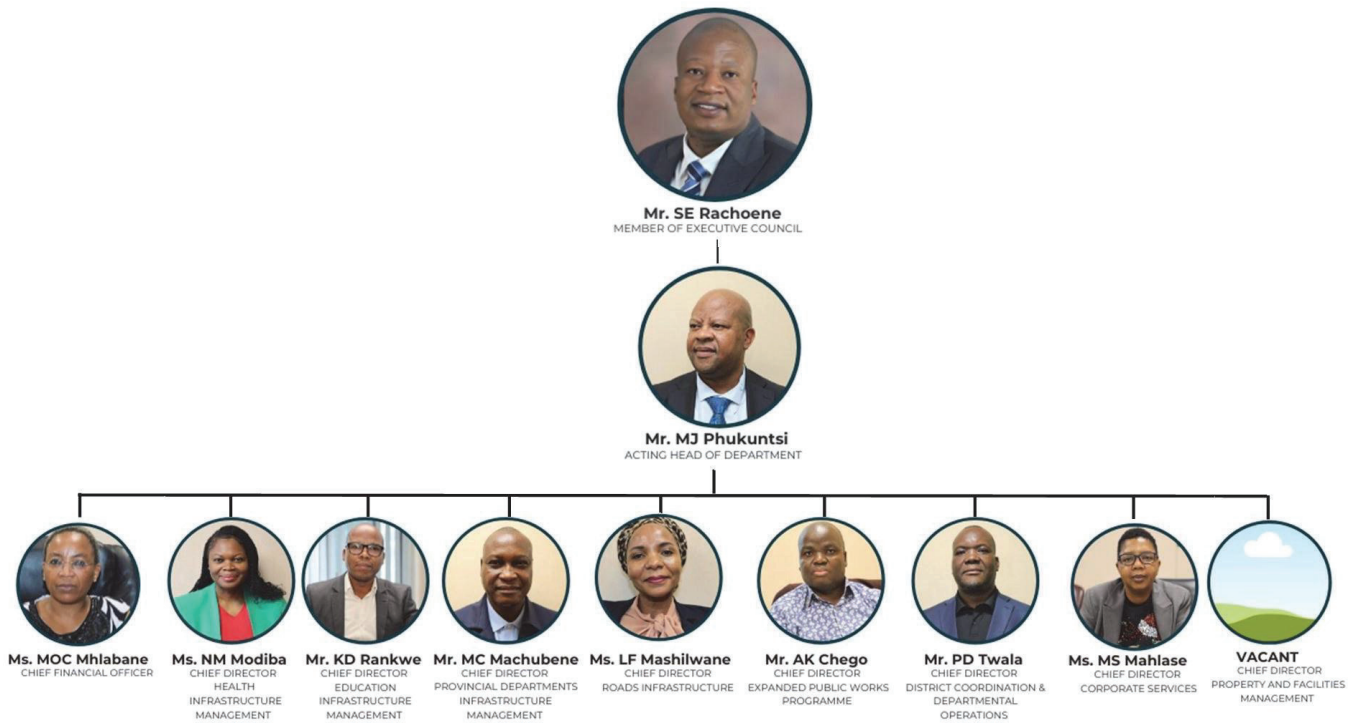 Mr. SE Rachoene
MEMBER OF EXECUTIVE COUNCIL
Mr. MJ Phukuntsi
ACTING HEAD OF DEPARTMENT
Ms. MOC Mhlabane
CHIEF FINANCIAL OFFICER
Ms. NM Modiba
CHIEF DIRECTOR
HEALTH
INFRASTRUCTURE
MANAGEMENT
Mr. KD Rankwe
CHIEF DIRECTOR
EDUCATION
INFRASTRUCTURE
MANAGEMENT
Mr. MC Machubene
CHIEF DIRECTOR
PROVINCIAL DEPARTMENTS
INFRASTRUCTURE
MANAGEMENT
Ms. LF Mashilwane
CHIEF DIRECTOR
ROADS INFRASTRUCTURE
Mr. AK Chego
CHIEF DIRECTOR
EXPANDED PUBLIC WORKS
PROGRAMME
Mr. PD Twala
CHIEF DIRECTOR
DISTRICT COORDINATION &
DEPARTMENTAL
OPERATIONS
Ms. MS Mahlase
CHIEF DIRECTOR
CORPORATE SERVICES
VACANT
CHIEF DIRECTOR
PROPERTY AND FACILITIES
MANAGEMENT